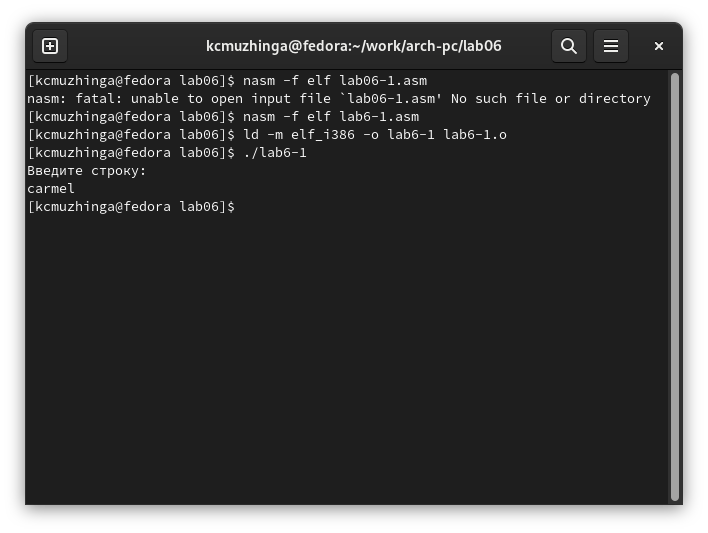 kcmuzhinga@fedora:~/work/arch-pc/lab06
[kcmuzhinga@fedora lab06]$ nasm -f elf lab06-1.asm
nasm: fatal: unable to open input file `lab06-1.asm' No such file or directory
[kcmuzhinga@fedora lab06]$ nasm -f elf lab6-1.asm
[kcmuzhinga@fedora lab06]$ ld -m elf_i386 -o lab6-1 lab6-1.o
[kcmuzhinga@fedora lab06]$ ./lab6-1
Введите строку:
carmel
[kcmuzhinga@fedora lab06]$